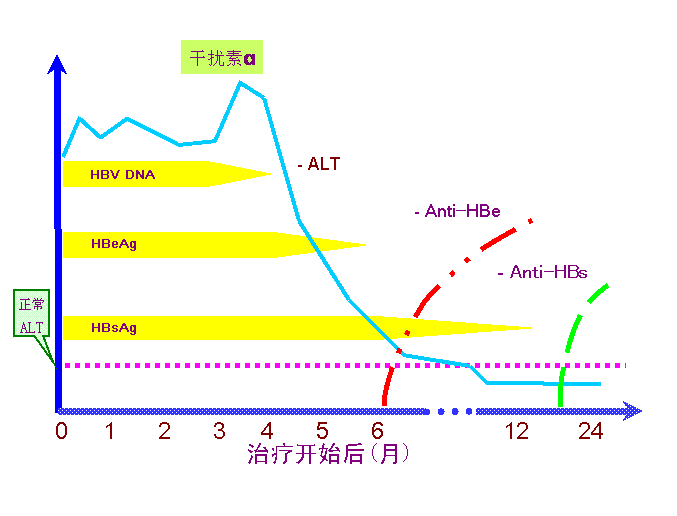 干扰素α
- ALT
HBV DNA
- Anti-HBe
HBeAg
- Anti-HBs
正常
ALT
HBsAg
0 1 2 3 4 5 6 12 24
治疗开始后(月)